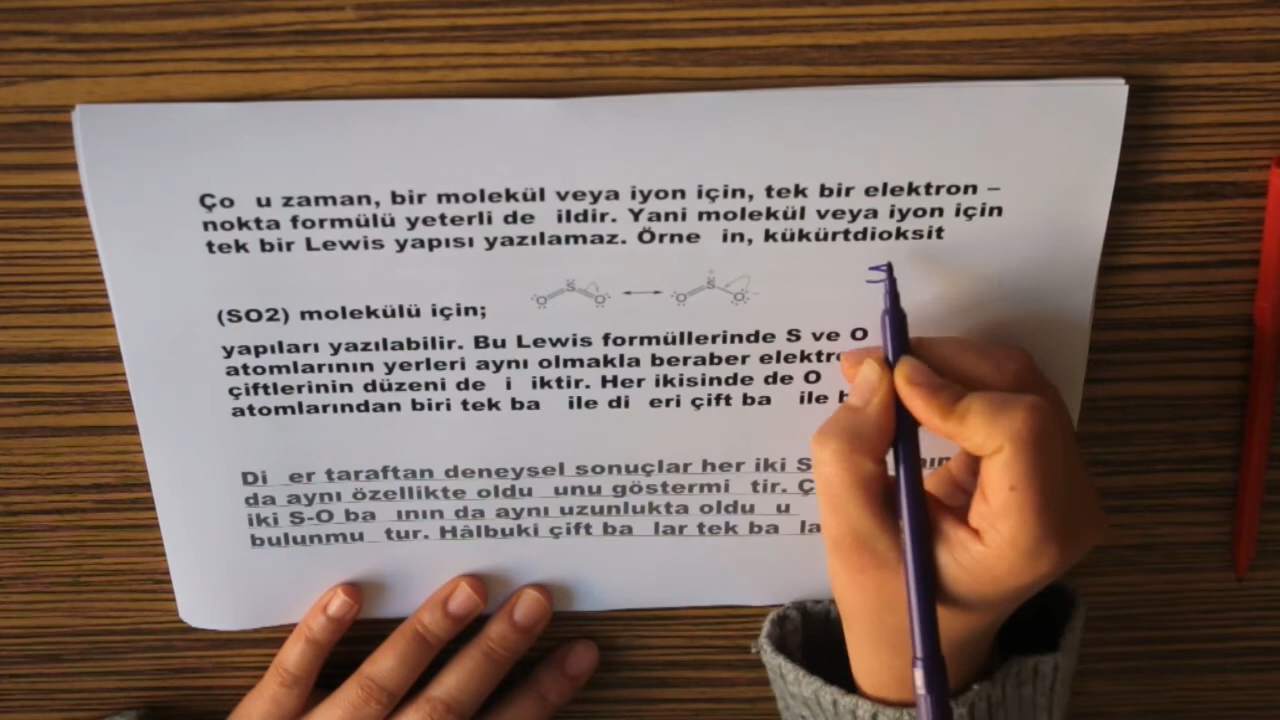 Ço u zaman, bir molekül veya iyon için, tek bir elektron –
nokta formülü yeterli de ildir. Yani molekül veya iyon için
tek bir Lewis yapısı yazılamaz. Örne in, kükürtdioksit
O S O O S O
(SO2) molekülü için;
yapıları yazılabilir. Bu Lewis formüllerinde S ve O
atomlarının yerleri aynı olmakla beraber
çiftlerinin düzeni de i iktir. Her ikisinde de O
atomlarından biri tek ba ile di eri çift ba ile
Di er taraftan deneysel sonuçlar her iki
da aynı özellikte oldu unu göstermi tir.
iki S-O ba ının da aynı uzunlukta oldu u
bulunmu tur. Hâlbuki çift ba lar tek ba